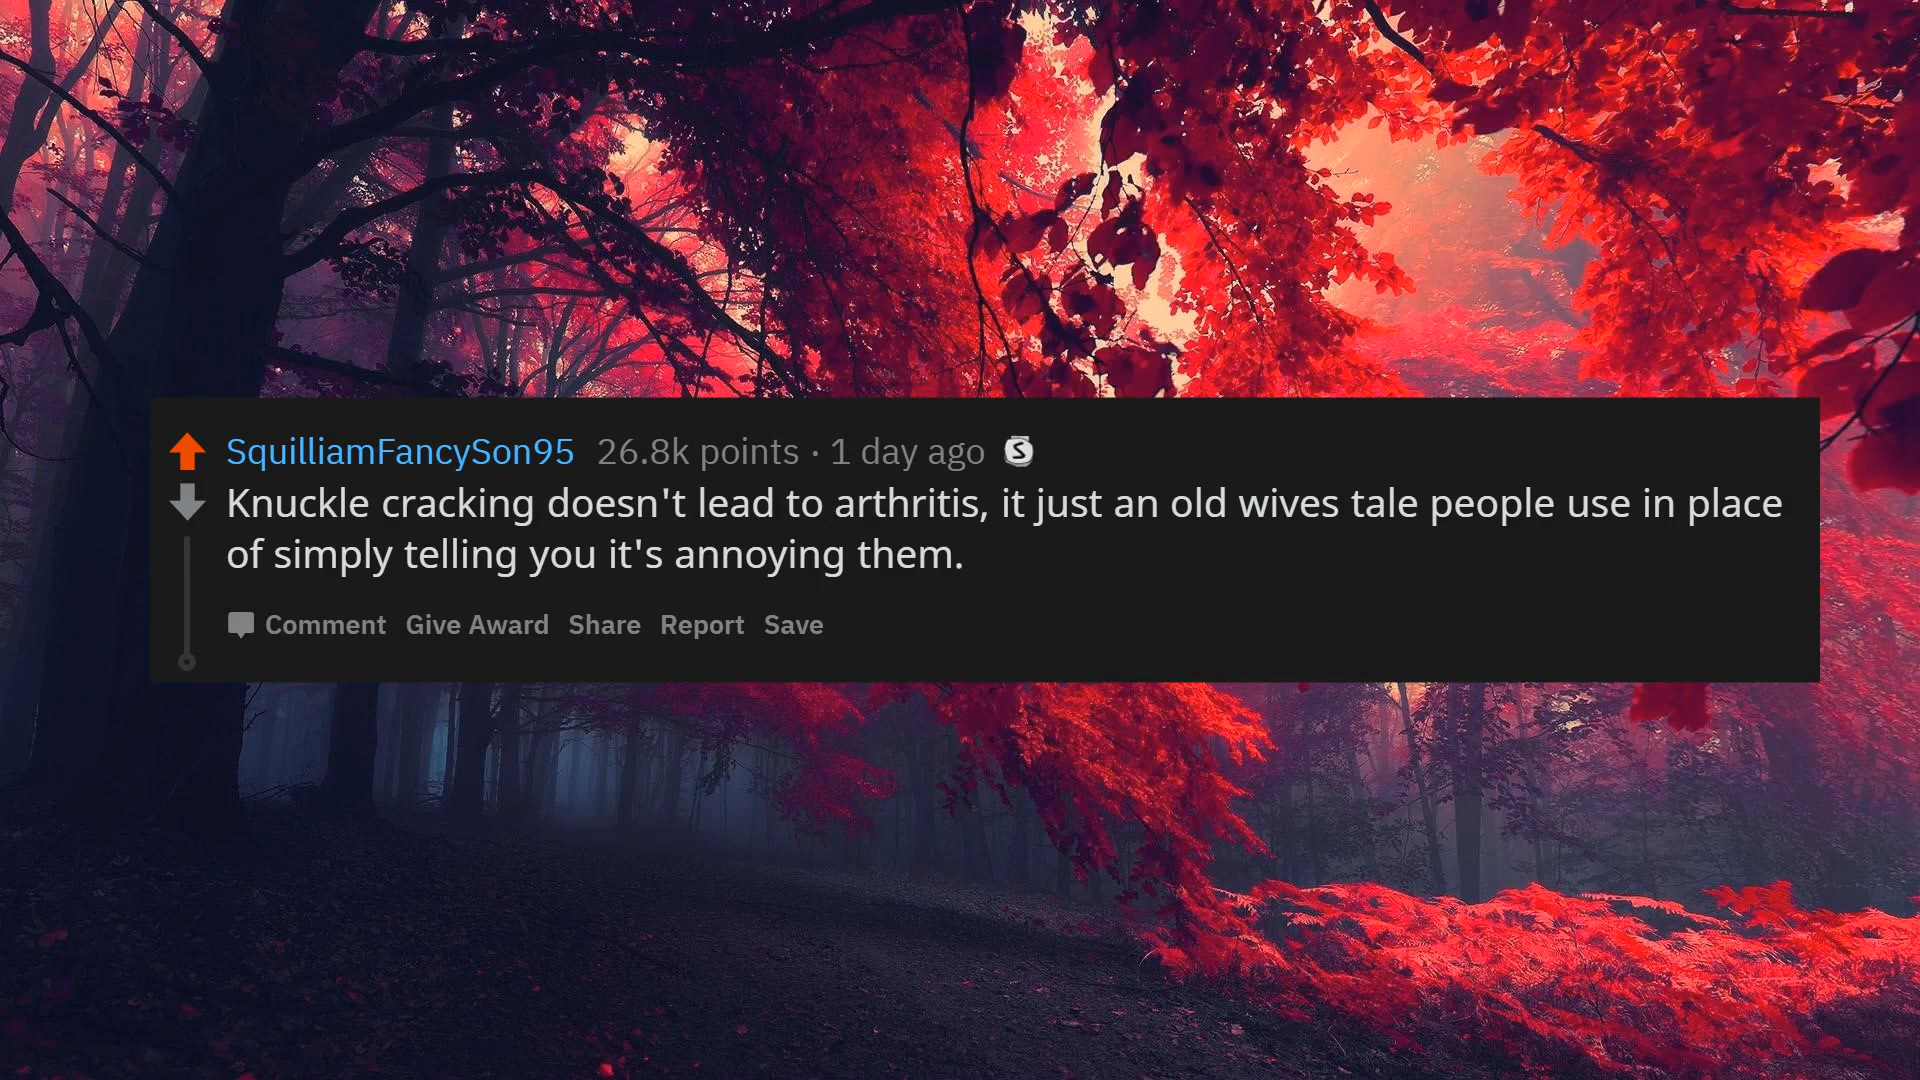 SquilliamFancySon95 26.8k points · 1 day ago S
Knuckle cracking doesn't lead to arthritis, it just an old wives tale people use in place
of simply telling you it's annoying them.
Comment Give Award Share Report Save